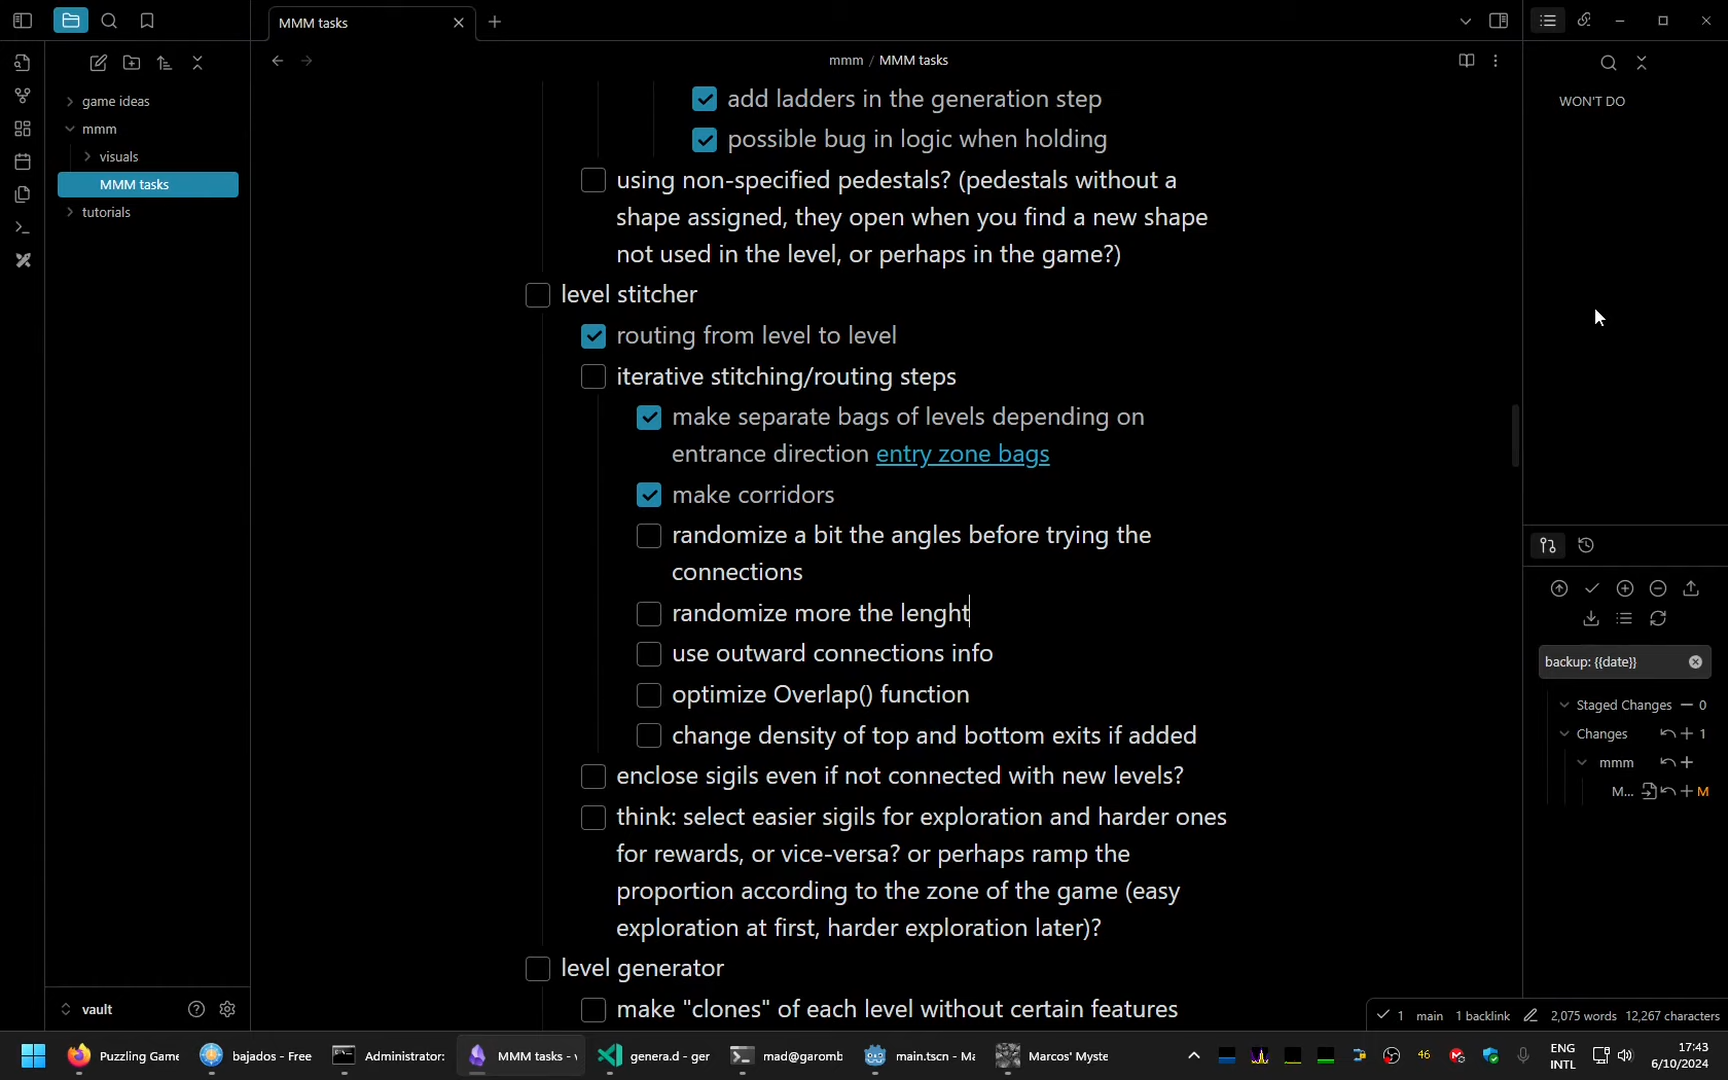 MMM tasks
mmm / MMM tasks
WON'T DO
game ideas
mmm
visuals
MMM tasks
tutorials
add ladders in the generation step
possible bug in logic when holding
using non-specified pedestals? (pedestals without a
shape assigned, they open when you find a new shape
not used in the level, or perhaps in the game?)
level stitcher
routing from level to level
iterative stitching/routing steps
make separate bags of levels depending on
entrance direction entry zone bags
make corridors
randomize a bit the angles before trying the
connections
randomize more the lenght
use outward connections info
optimize Overlap() function
change density of top and bottom exits if added
enclose sigils even if not connected with new levels?
think: select easier sigils for exploration and harder ones
for rewards, or vice-versa? or perhaps ramp the
proportion according to the zone of the game (easy
exploration at first, harder exploration later)?
level generator
make "clones" of each level without certain features
backup: {{date}}
Staged Changes 0
Changes 1
mmm
M... M
vault
1 main 1 backlink 2,075 words 12,267 characters
Puzzling Game
bajados - Free
Administrator:
MMM tasks - v
genera.d - ger
mad@garomb
main.tscn - Ma
Marcos' Myste
46
ENG
INTL
17:43
6/10/2024